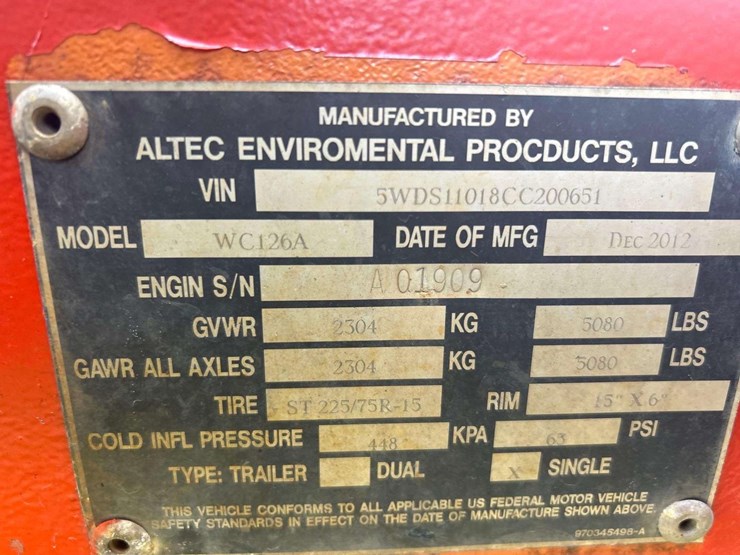 MANUFACTURED BY
ALTEC ENVIROMENTAL PROCDUCTS, LLC
VIN 5WDS11018CC200651
MODEL WC126A DATE OF MFG DEC 2012
ENGIN S/N A 01909
GVWR 2304 KG 5080 LBS
GAWR ALL AXLES 2304 KG 5080 LBS
TIRE ST 225/75R-15 RIM 15" X 6"
COLD INFL PRESSURE 448 KPA 63 PSI
TYPE: TRAILER DUAL X SINGLE
THIS VEHICLE CONFORMS TO ALL APPLICABLE US FEDERAL MOTOR VEHICLE
SAFETY STANDARDS IN EFFECT ON THE DATE OF MANUFACTURE SHOWN ABOVE.
970345498-A